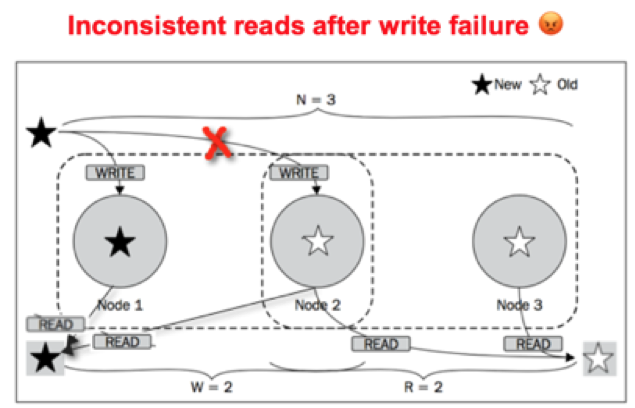 Inconsistent reads after write failure 😡
New Old
N = 3
WRITE WRITE
Node 1 Node 2 Node 3
READ
READ READ READ
W = 2 R = 2